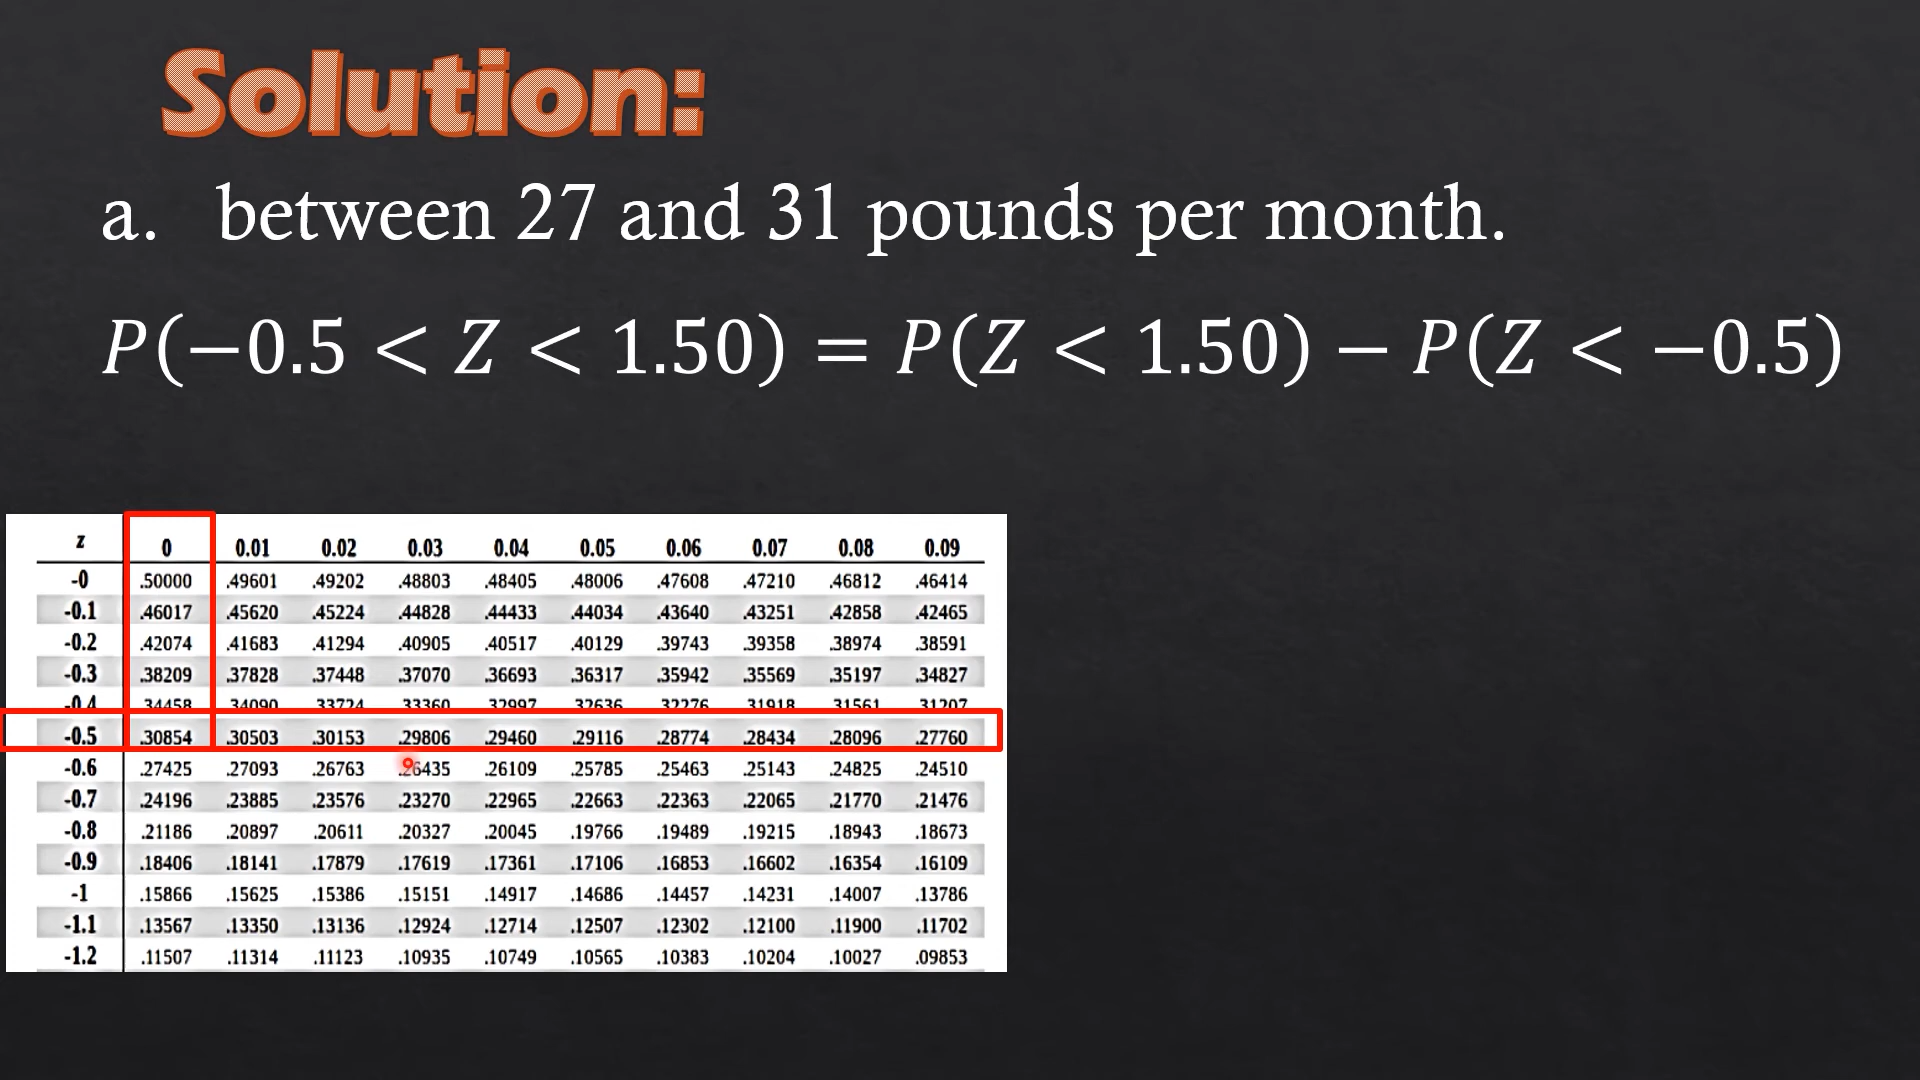 Solution:
a. between 27 and 31 pounds per month.
P(−0.5 < Z < 1.50) = P(Z < 1.50) − P(Z < −0.5)
z 0 0.01 0.02 0.03 0.04 0.05 0.06 0.07 0.08 0.09
-0 .50000 .49601 .49202 .48803 .48405 .48006 .47608 .47210 .46812 .46414
-0.1 .46017 .45620 .45224 .44828 .44433 .44034 .43640 .43251 .42858 .42465
-0.2 .42074 .41683 .41294 .40905 .40517 .40129 .39743 .39358 .38974 .38591
-0.3 .38209 .37828 .37448 .37070 .36693 .36317 .35942 .35569 .35197 .34827
-0.4 .34458 .34090 .33724 .33360 .32997 .32636 .32276 .31918 .31561 .31207
-0.5 .30854 .30503 .30153 .29806 .29460 .29116 .28774 .28434 .28096 .27760
-0.6 .27425 .27093 .26763 .26435 .26109 .25785 .25463 .25143 .24825 .24510
-0.7 .24196 .23885 .23576 .23270 .22965 .22663 .22363 .22065 .21770 .21476
-0.8 .21186 .20897 .20611 .20327 .20045 .19766 .19489 .19215 .18943 .18673
-0.9 .18406 .18141 .17879 .17619 .17361 .17106 .16853 .16602 .16354 .16109
-1 .15866 .15625 .15386 .15151 .14917 .14686 .14457 .14231 .14007 .13786
-1.1 .13567 .13350 .13136 .12924 .12714 .12507 .12302 .12100 .11900 .11702
-1.2 .11507 .11314 .11123 .10935 .10749 .10565 .10383 .10204 .10027 .09853